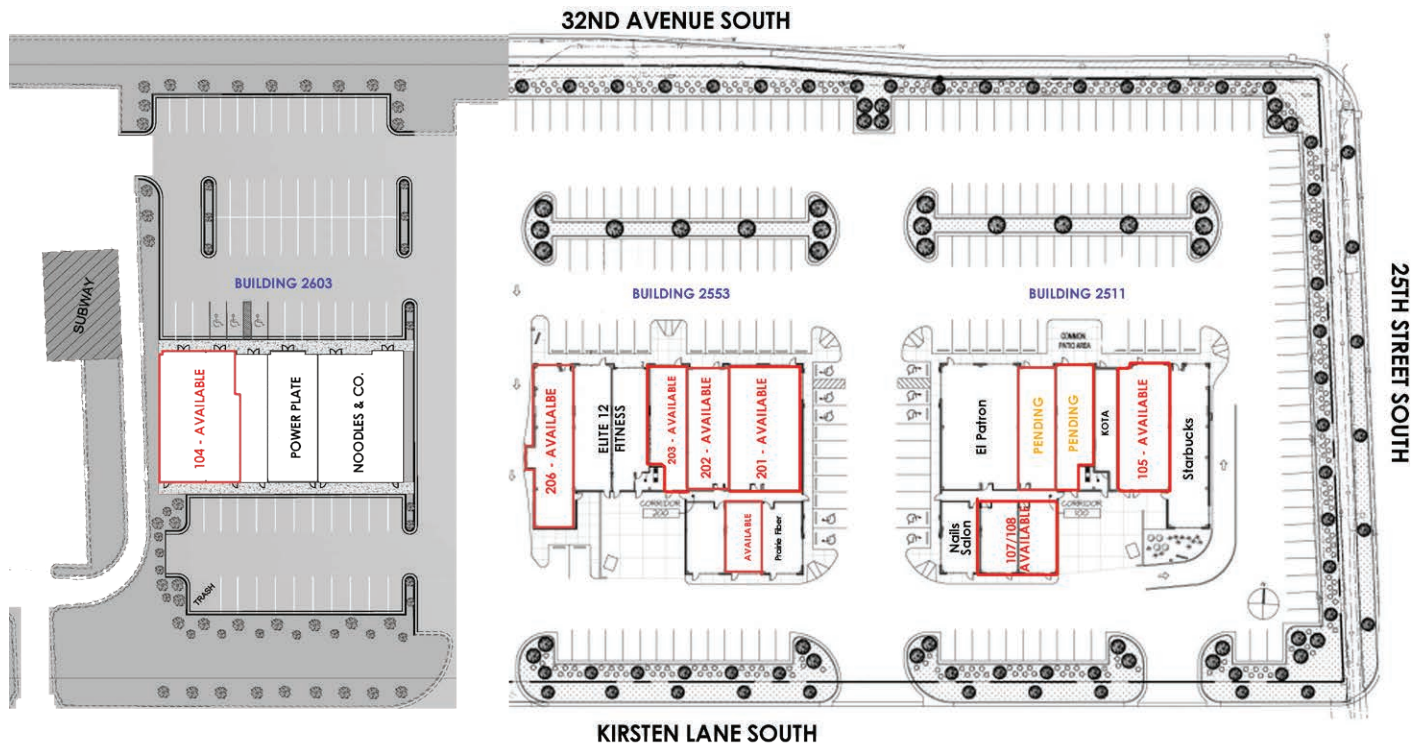 32ND AVENUE SOUTH
BUILDING 2603
BUILDING 2553
BUILDING 2511
25TH STREET SOUTH
SUBWAY
104 - AVAILABLE
POWER PLATE
NOODLES & CO.
TRASH
206 - AVAILALBE
ELITE 12
FITNESS
203 - AVAILABLE
202 - AVAILABLE
201 - AVAILABLE
CORRIDOR
200
AVAILABLE
Prairie Fiber
COMMON
PATIO AREA
El Patron
PENDING
PENDING
KOTA
105 - AVAILABLE
Starbucks
CORRIDOR
100
Nails
Salon
107/108
AVAILABLE
KIRSTEN LANE SOUTH